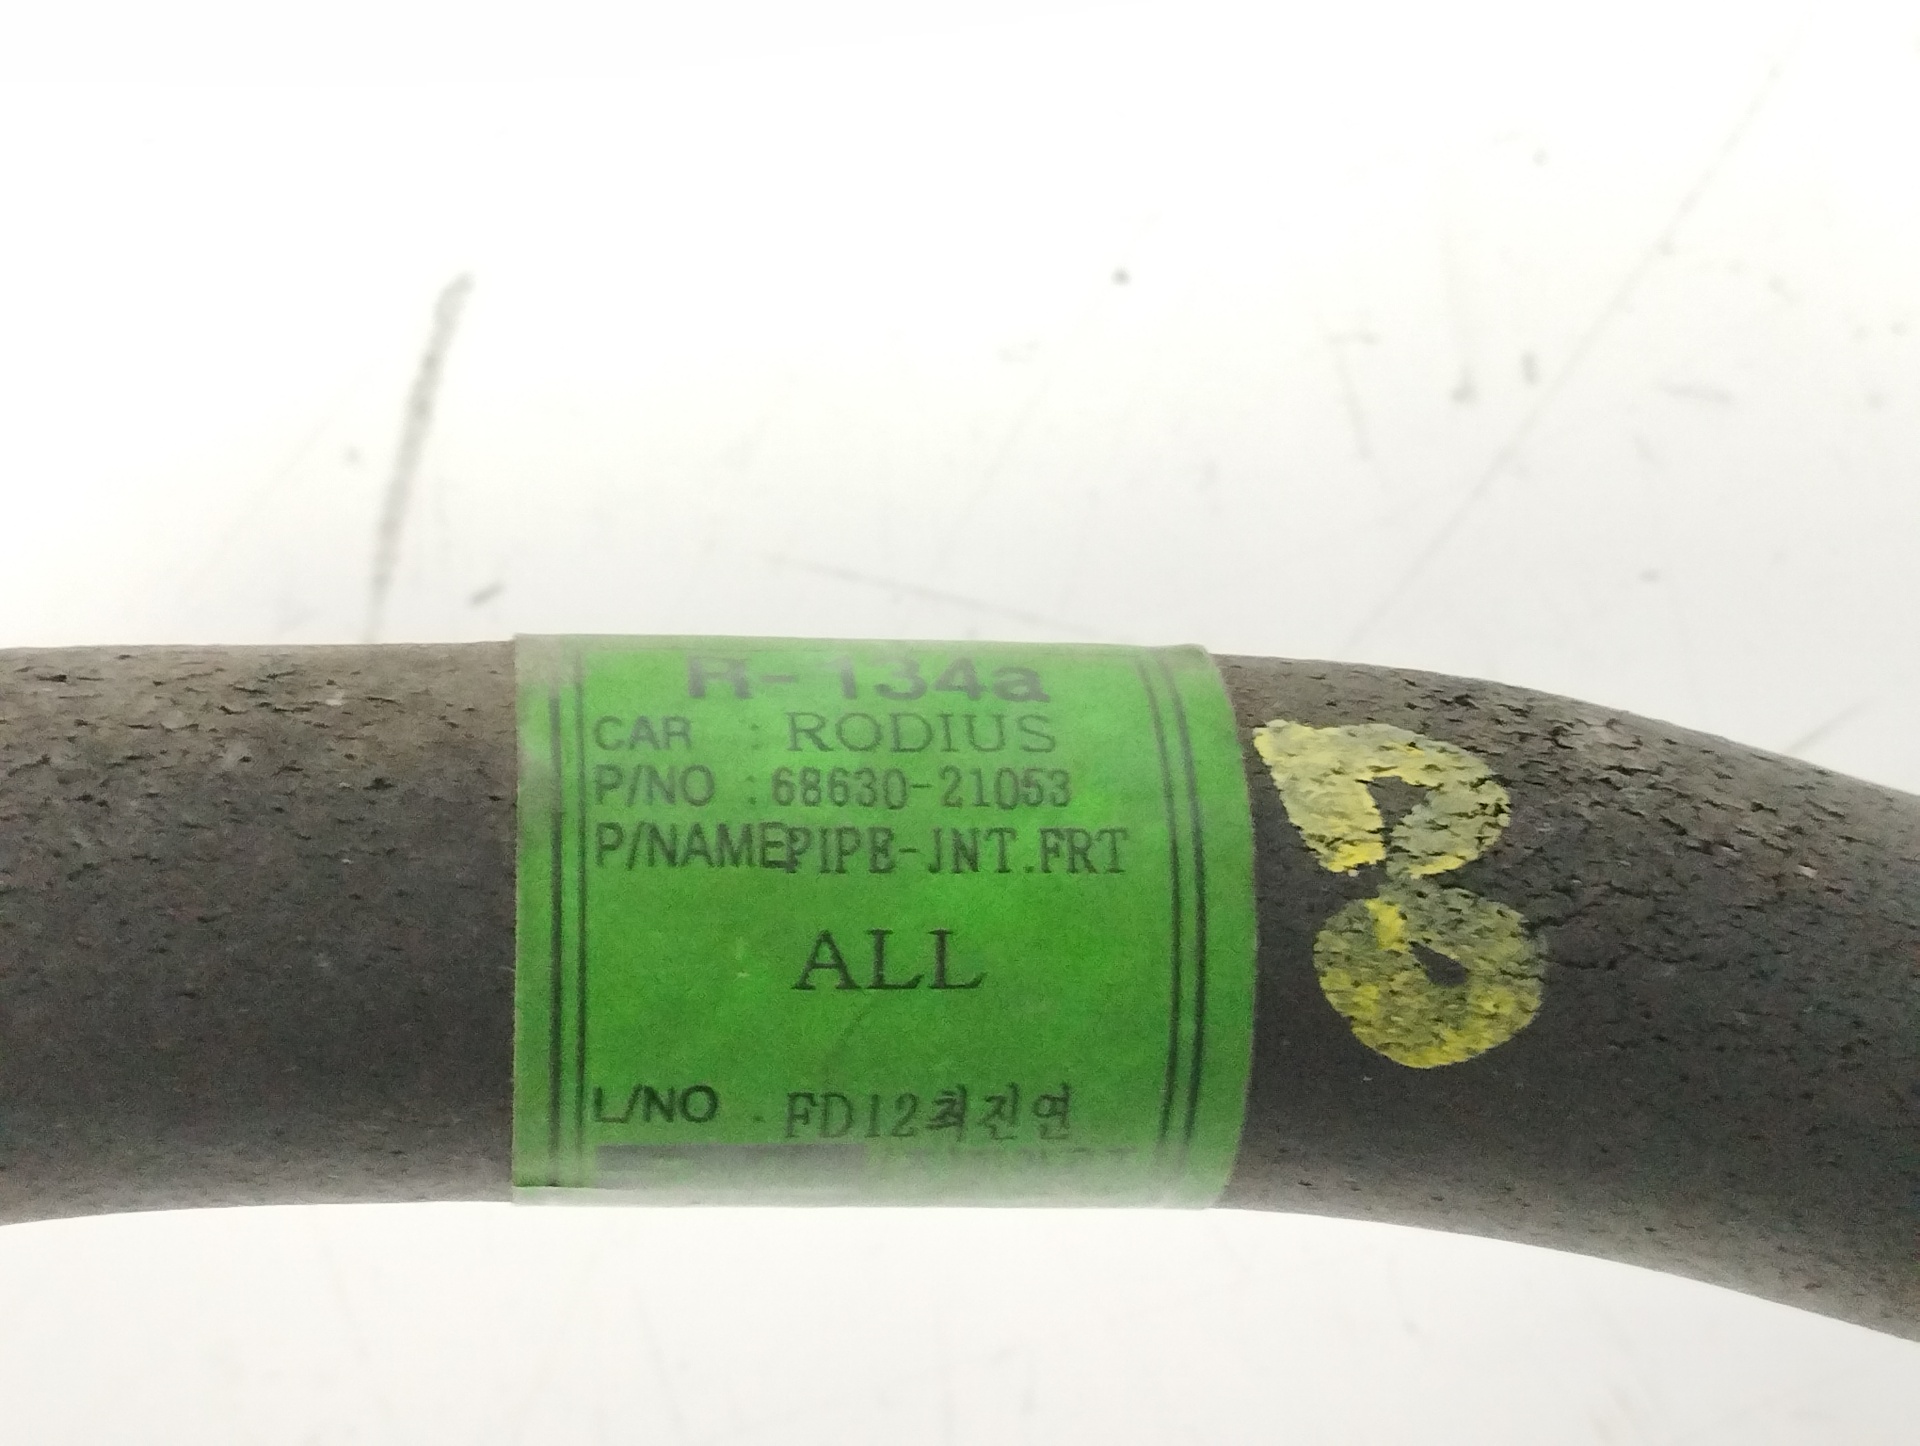 R-134a
CAR : RODIUS
P/NO : 68630-21053
P/NAMEPIPE-JNT.FRT
ALL
L/NO . FD12최진연